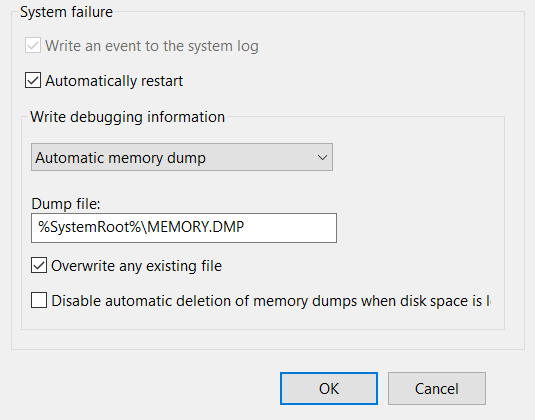 System failure
Write an event to the system log
Automatically restart
Write debugging information
Automatic memory dump
Dump file:
%SystemRoot%\MEMORY.DMP
Overwrite any existing file
Disable automatic deletion of memory dumps when disk space is
OK Cancel